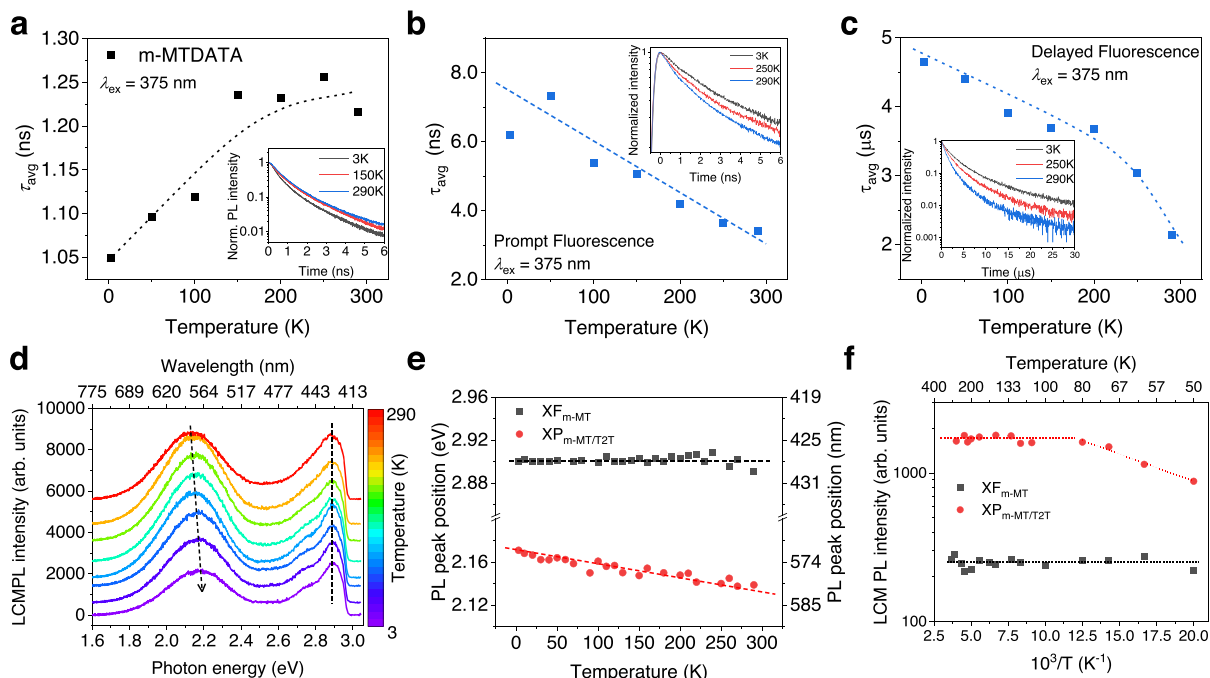 a
1.30
1.25
1.20
1.15
1.10
1.05
τavg (ns)
m-MTDATA
λex = 375 nm
Norm. PL intensity
1
0.1
0.01
3K
150K
290K
0 1 2 3 4 5 6
Time (ns)
0 100 200 300
Temperature (K)
b
8.0
6.0
4.0
2.0
τavg (ns)
Normalized intensity
1
3K
250K
290K
0 1 2 3 4 5 6
Time (ns)
Prompt Fluorescence
λex = 375 nm
0 100 200 300
Temperature (K)
c
5
4
3
2
τavg (μs)
Delayed Fluorescence
λex = 375 nm
Normalized intensity
1
0.1
0.01
0.001
3K
250K
290K
0 5 10 15 20 25 30
Time (μs)
0 100 200 300
Temperature (K)
d
Wavelength (nm)
775 689 620 564 517 477 443 413
LCMPL intensity (arb. units)
10000
8000
6000
4000
2000
0
1.6 1.8 2.0 2.2 2.4 2.6 2.8 3.0
Photon energy (eV)
290
Temperature (K)
3
e
PL peak position (eV)
2.96
2.92
2.88
2.16
2.12
XFm-MT
XPm-MT/T2T
419
425
431
574
585
PL peak position (nm)
0 50 100 150 200 250 300
Temperature (K)
f
Temperature (K)
400 200 133 100 80 67 57 50
LCM PL intensity (arb. units)
1000
100
XFm-MT
XPm-MT/T2T
2.5 5.0 7.5 10.0 12.5 15.0 17.5 20.0
10³/T (K⁻¹)